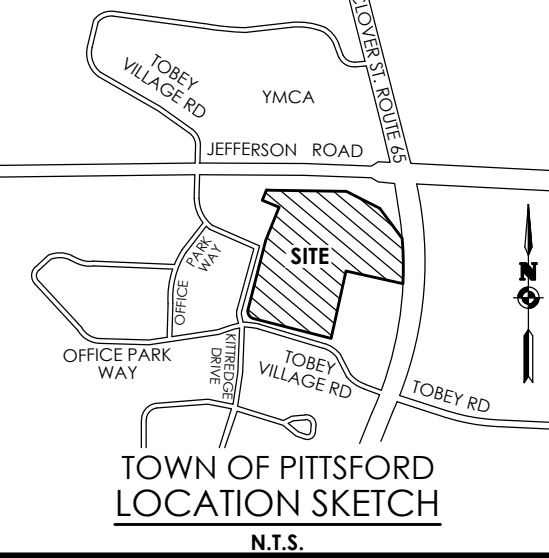 CLOVER ST. ROUTE 65
TOBEY
VILLAGE RD
YMCA
JEFFERSON ROAD
OFFICE PARK
WAY
SITE
N
OFFICE PARK
WAY
KITTREDGE
DRIVE
TOBEY
VILLAGE RD
TOBEY RD
TOWN OF PITTSFORD
LOCATION SKETCH
N.T.S.